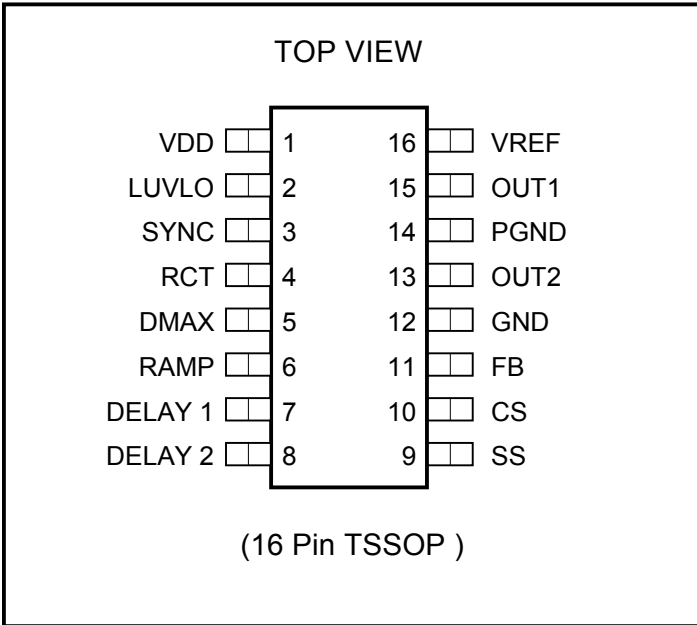 TOP VIEW
VDD 1 16 VREF
LUVLO 2 15 OUT1
SYNC 3 14 PGND
RCT 4 13 OUT2
DMAX 5 12 GND
RAMP 6 11 FB
DELAY 1 7 10 CS
DELAY 2 8 9 SS
(16 Pin TSSOP )